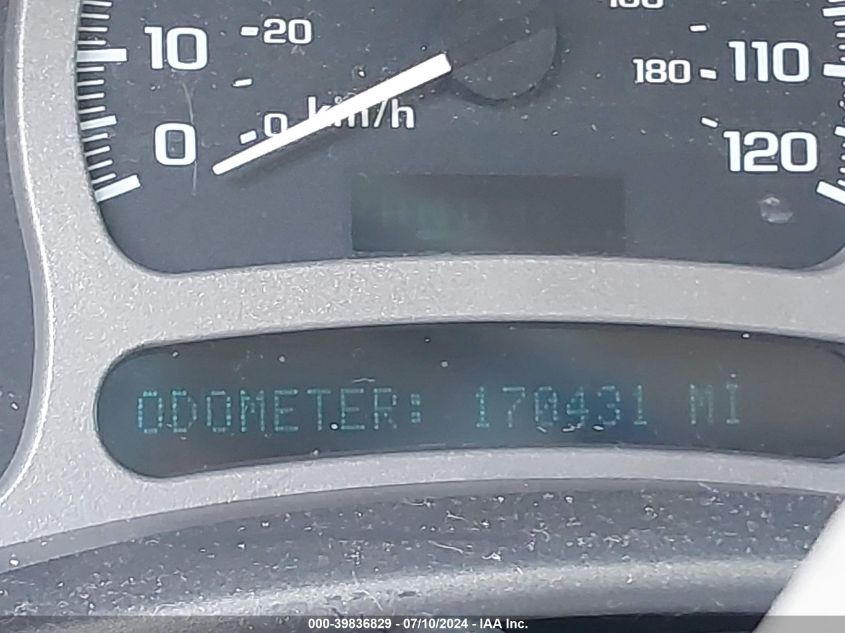 10 20
180 110
0 0 km/h
120
ODOMETER: 170431 MI
000-39836829 - 07/10/2024 - IAA Inc.